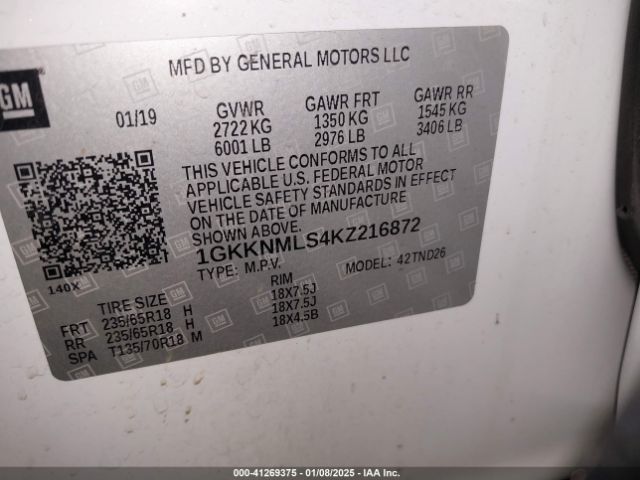 GM
MFD BY GENERAL MOTORS LLC
01/19
GVWR
2722 KG
6001 LB
GAWR FRT
1350 KG
2976 LB
GAWR RR
1545 KG
3406 LB
THIS VEHICLE CONFORMS TO ALL
APPLICABLE U.S. FEDERAL MOTOR
VEHICLE SAFETY STANDARDS IN EFFECT
ON THE DATE OF MANUFACTURE
SHOWN ABOVE.
1GKKNMLS4KZ216872
TYPE: M.P.V.
MODEL: 42TND26
140X
TIRE SIZE
RIM
FRT 235/65R18 H 18X7.5J
RR 235/65R18 H 18X7.5J
SPA T135/70R18 M 18X4.5B
000-41269375 - 01/08/2025 - IAAI.COM